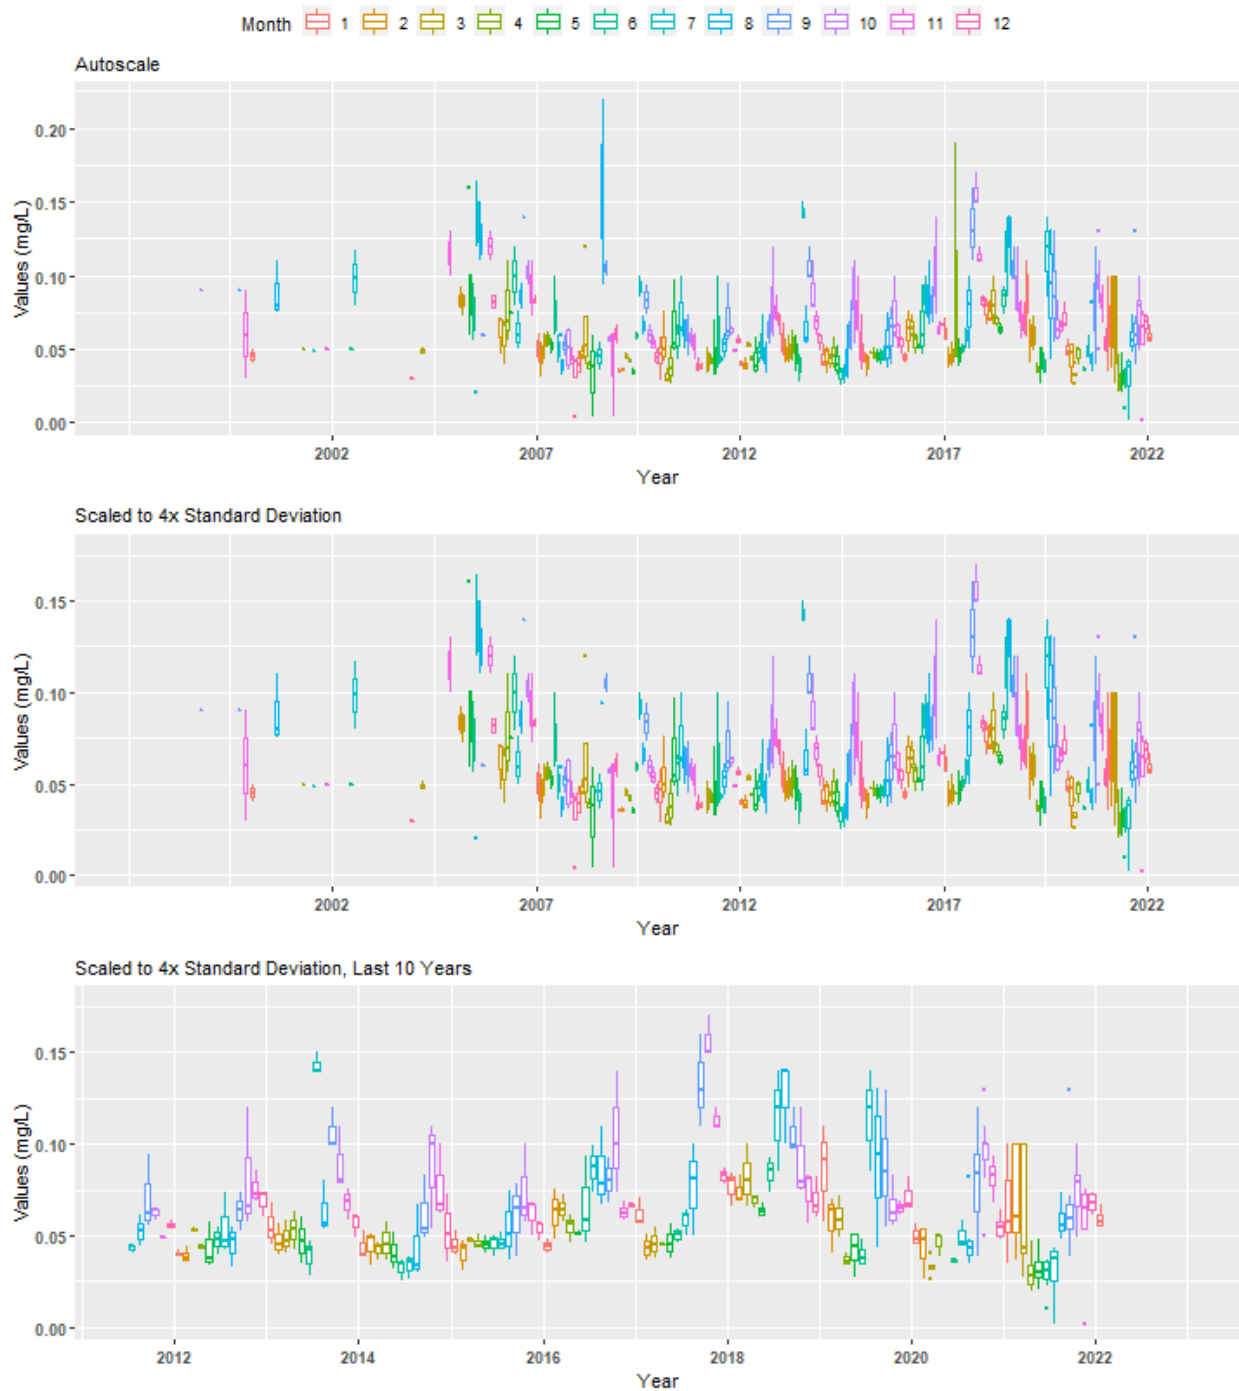 Month 1 2 3 4 5 6 7 8 9 10 11 12
Autoscale
Values (mg/L)
0.20
0.15
0.10
0.05
0.00
2002 2007 2012 2017 2022
Year
Scaled to 4x Standard Deviation
Values (mg/L)
0.15
0.10
0.05
0.00
2002 2007 2012 2017 2022
Year
Scaled to 4x Standard Deviation, Last 10 Years
Values (mg/L)
0.15
0.10
0.05
0.00
2012 2014 2016 2018 2020 2022
Year